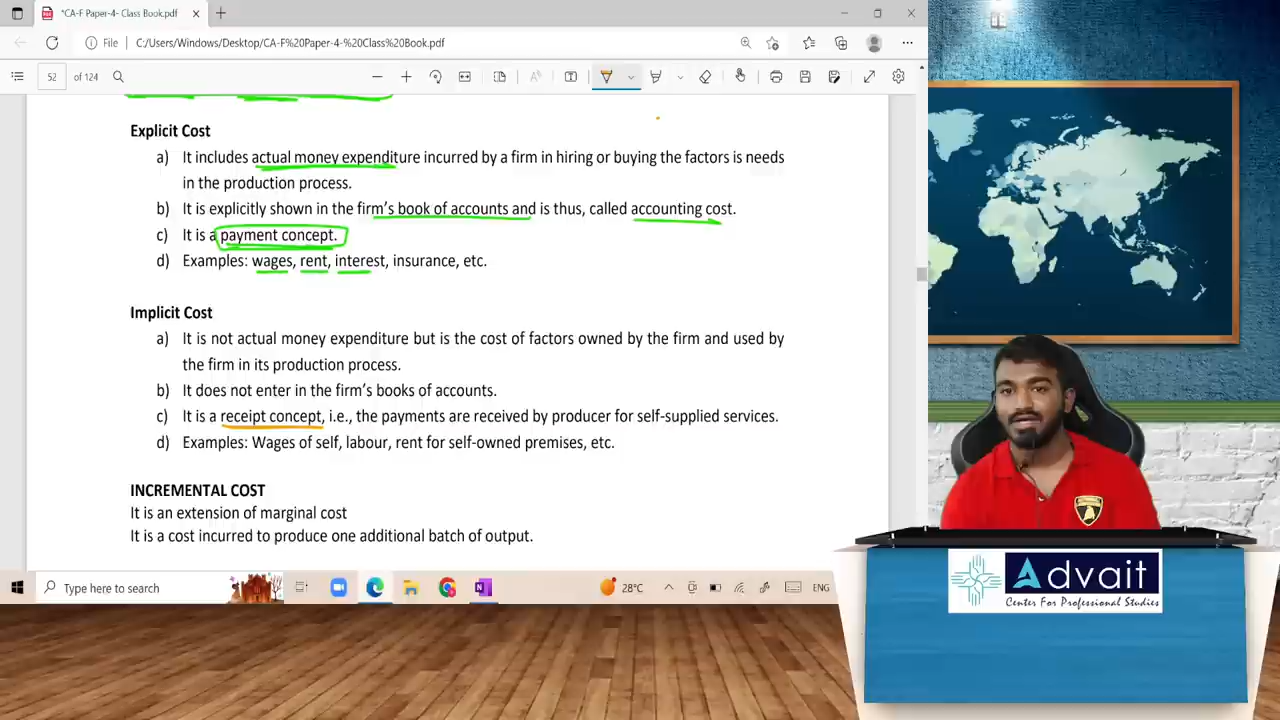 *CA-F Paper-4- Class Book.pdf
File
C:/Users/Windows/Desktop/CA-F%20Paper-4-%20Class%20Book.pdf
52 of 124
Explicit Cost
a) It includes actual money expenditure incurred by a firm in hiring or buying the factors is needs
in the production process.
b) It is explicitly shown in the firm's book of accounts and is thus, called accounting cost.
c) It is a payment concept.
d) Examples: wages, rent, interest, insurance, etc.
Implicit Cost
a) It is not actual money expenditure but is the cost of factors owned by the firm and used by
the firm in its production process.
b) It does not enter in the firm's books of accounts.
c) It is a receipt concept, i.e., the payments are received by producer for self-supplied services.
d) Examples: Wages of self, labour, rent for self-owned premises, etc.
INCREMENTAL COST
It is an extension of marginal cost
It is a cost incurred to produce one additional batch of output.
Type here to search
28°C
ENG
Advait
Center For Professional Studies